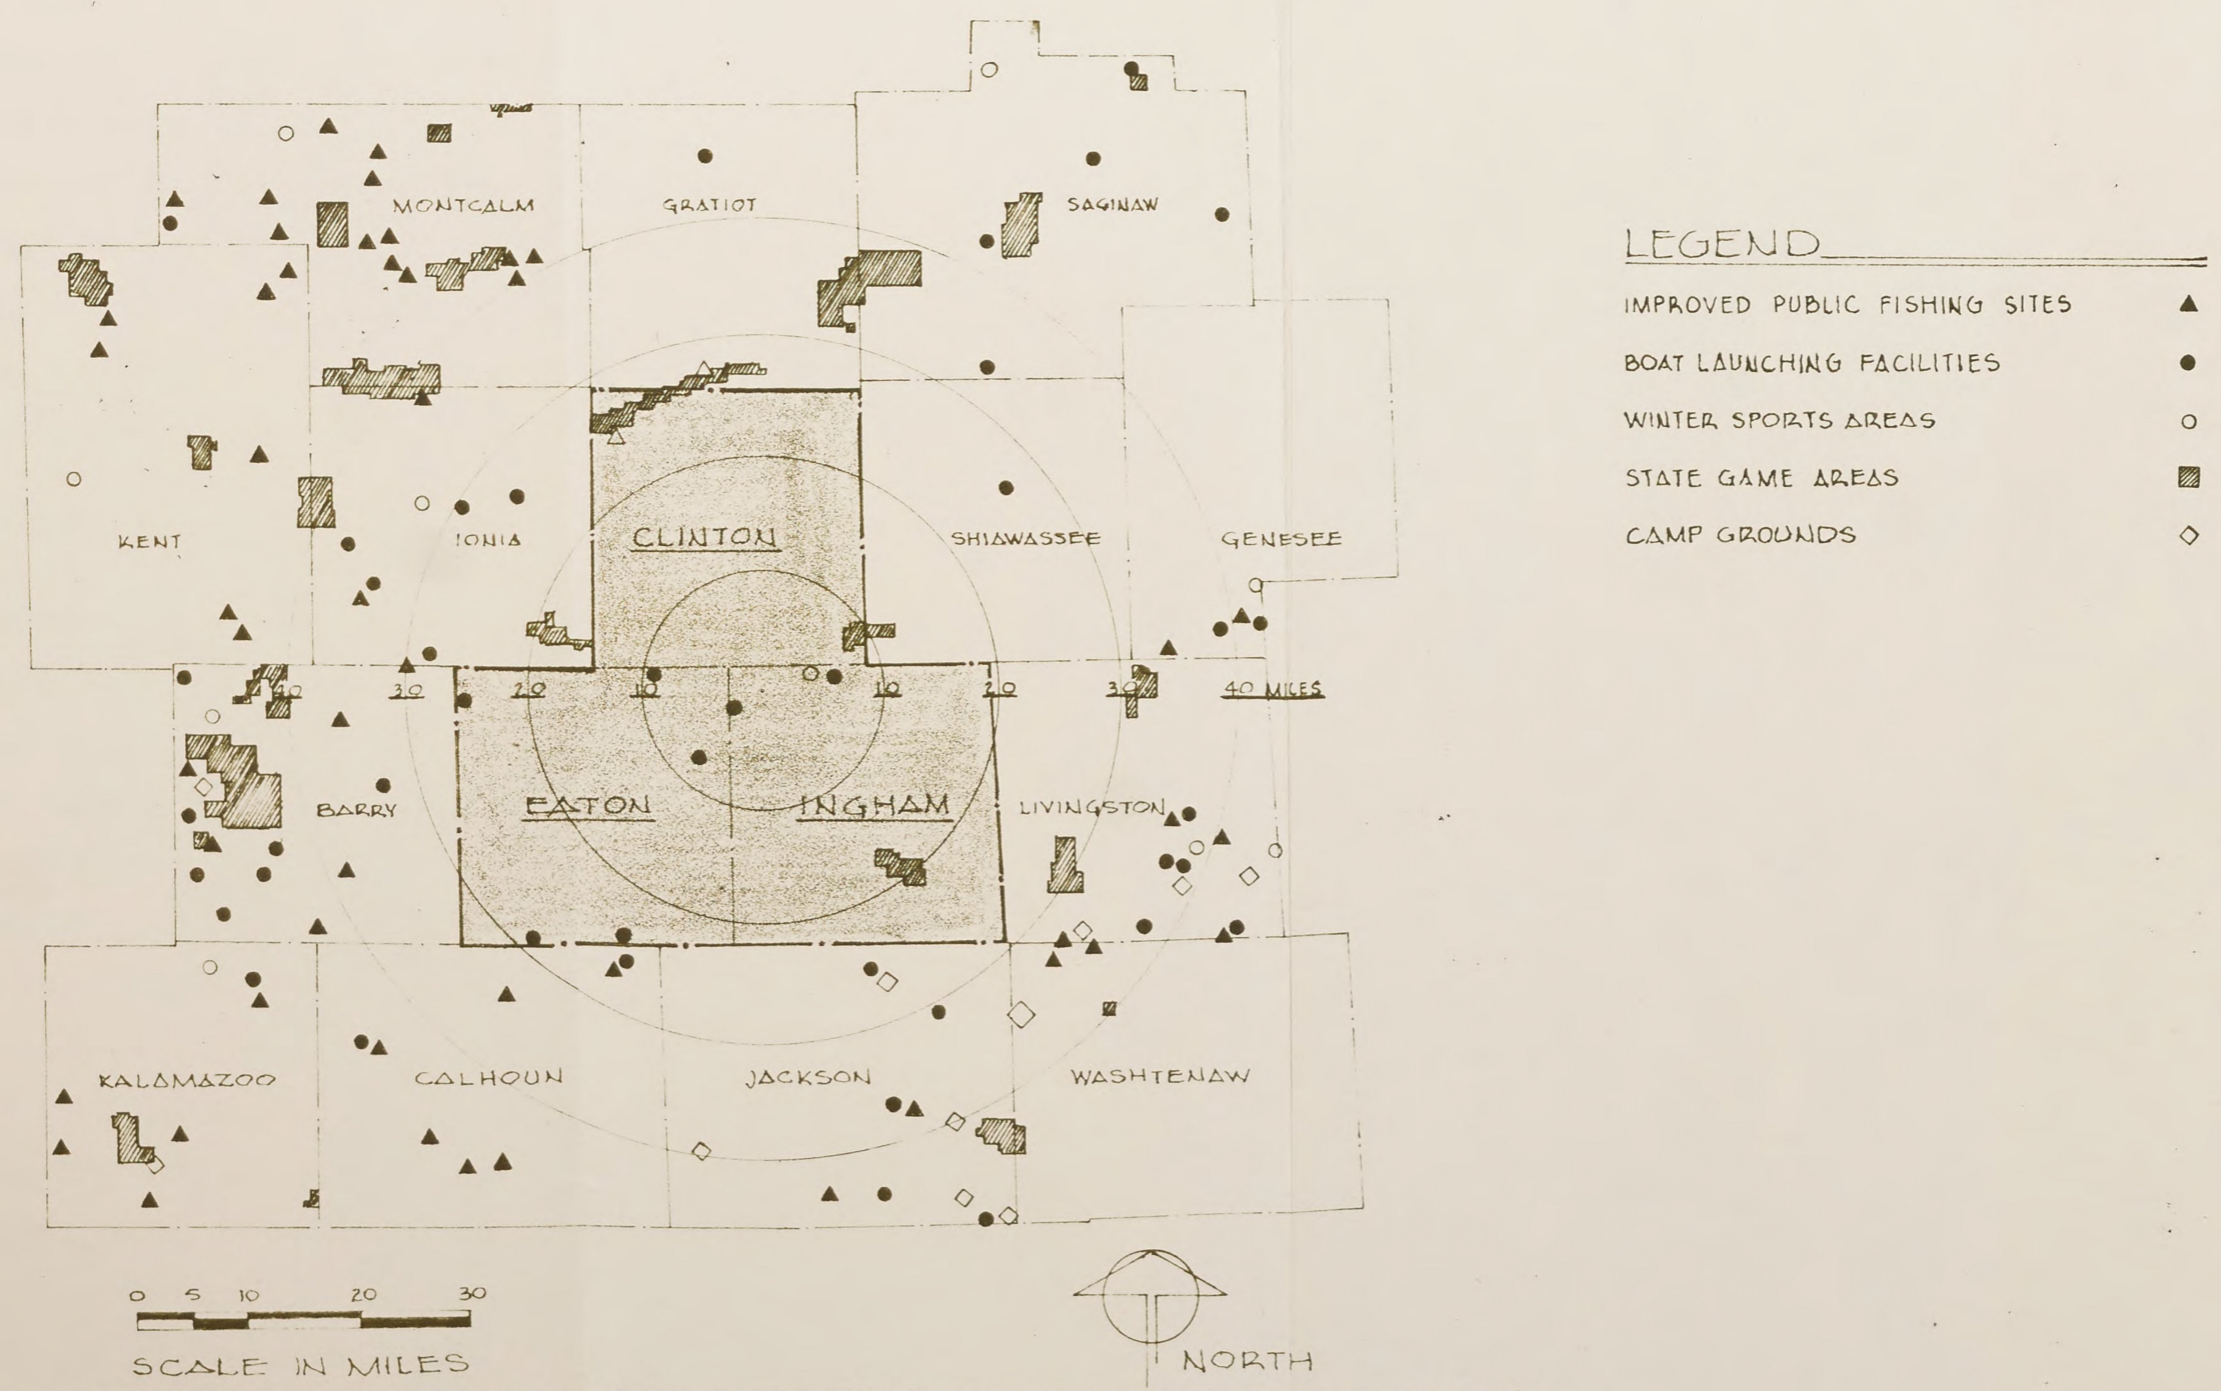 MONTCALM
GRATIOT
SAGINAW
KENT
IONIA
CLINTON
SHIAWASSEE
GENESEE
40
30
20
10
10
20
30
40 MILES
BARRY
EATON
INGHAM
LIVINGSTON
KALAMAZOO
CALHOUN
JACKSON
WASHTENAW
0 5 10 20 30
SCALE IN MILES
NORTH
LEGEND
IMPROVED PUBLIC FISHING SITES
BOAT LAUNCHING FACILITIES
WINTER SPORTS AREAS
STATE GAME AREAS
CAMP GROUNDS